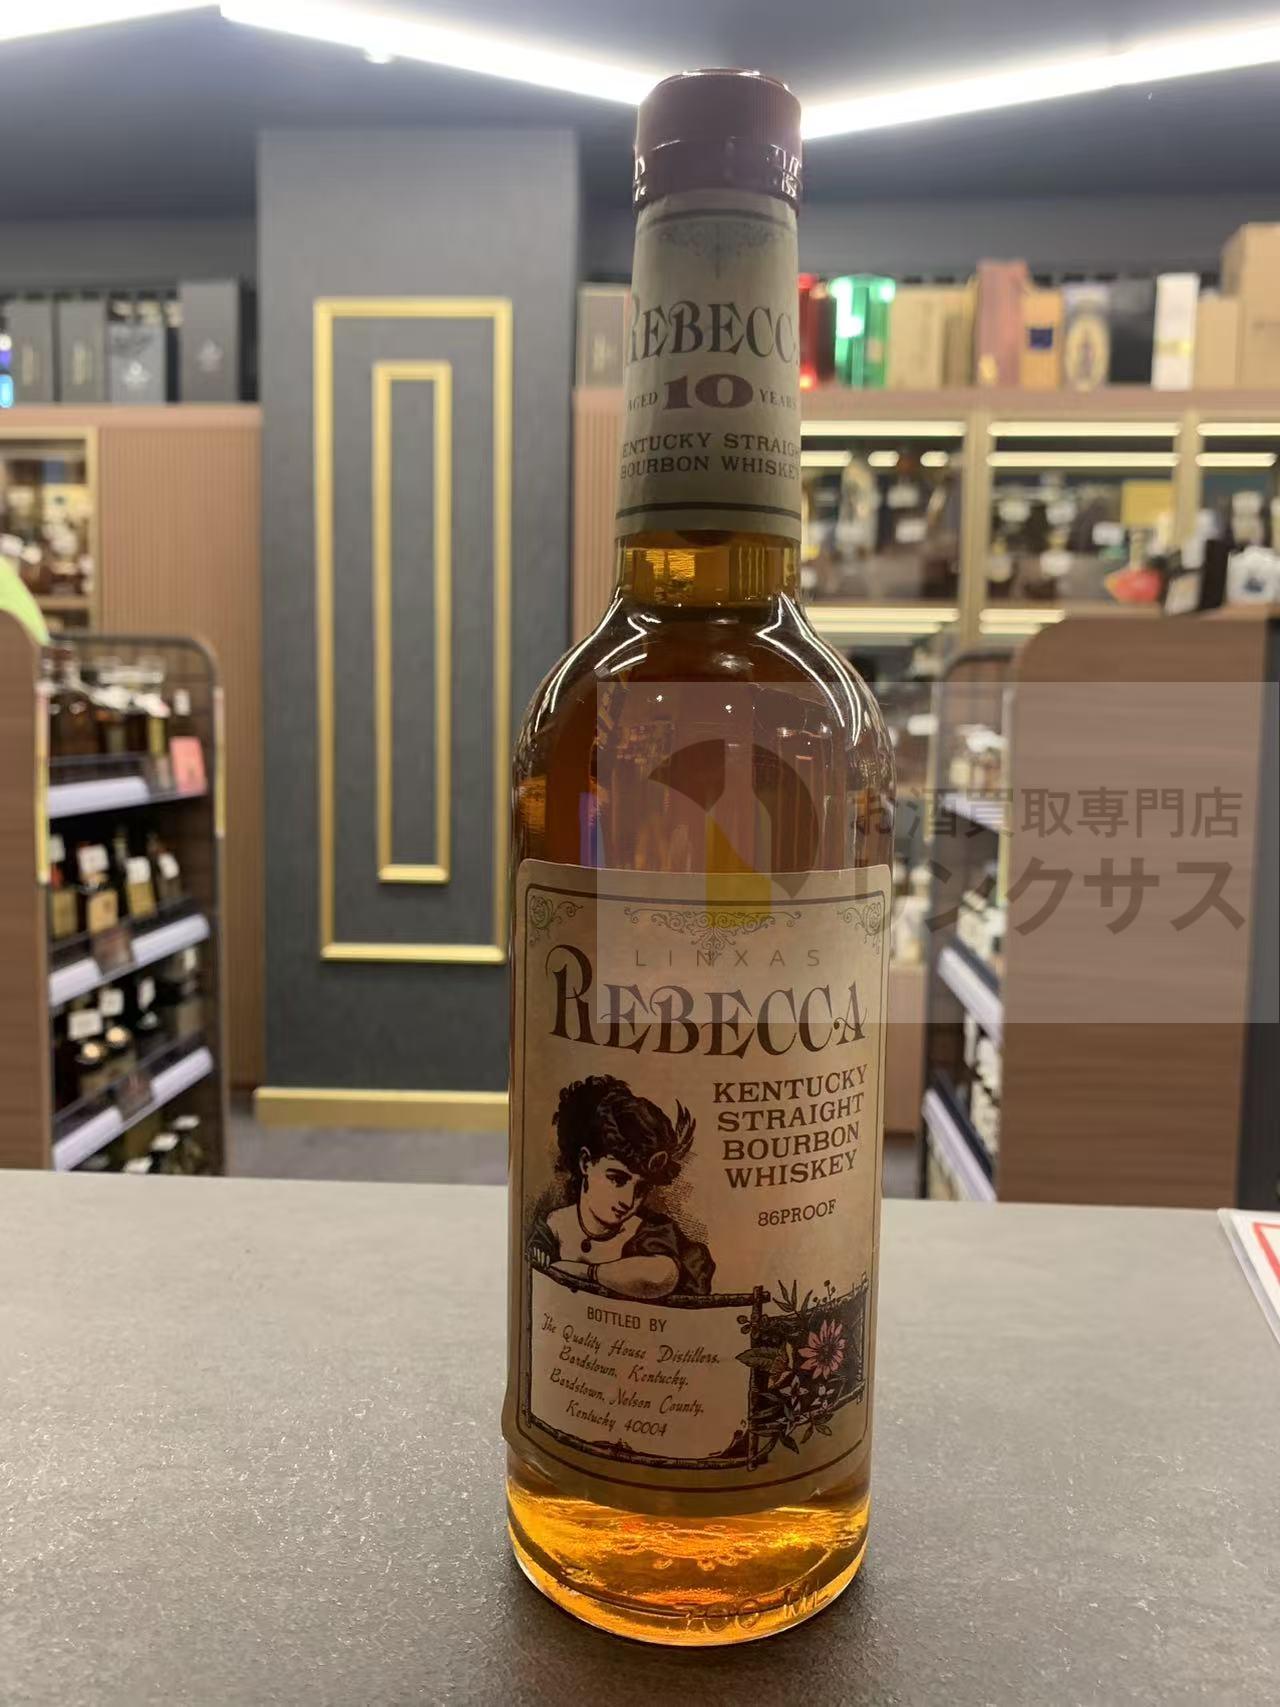 REBECCA
AGED 10 YEARS
KENTUCKY STRAIGHT
BOURBON WHISKEY
お酒買取専門店
リンクサス
LINXAS
REBECCA
KENTUCKY
STRAIGHT
BOURBON
WHISKEY
86PROOF
BOTTLED BY
The Quality House Distillers.
Bardstown, Kentucky.
Bardstown, Nelson County,
Kentucky 40004
700 ML